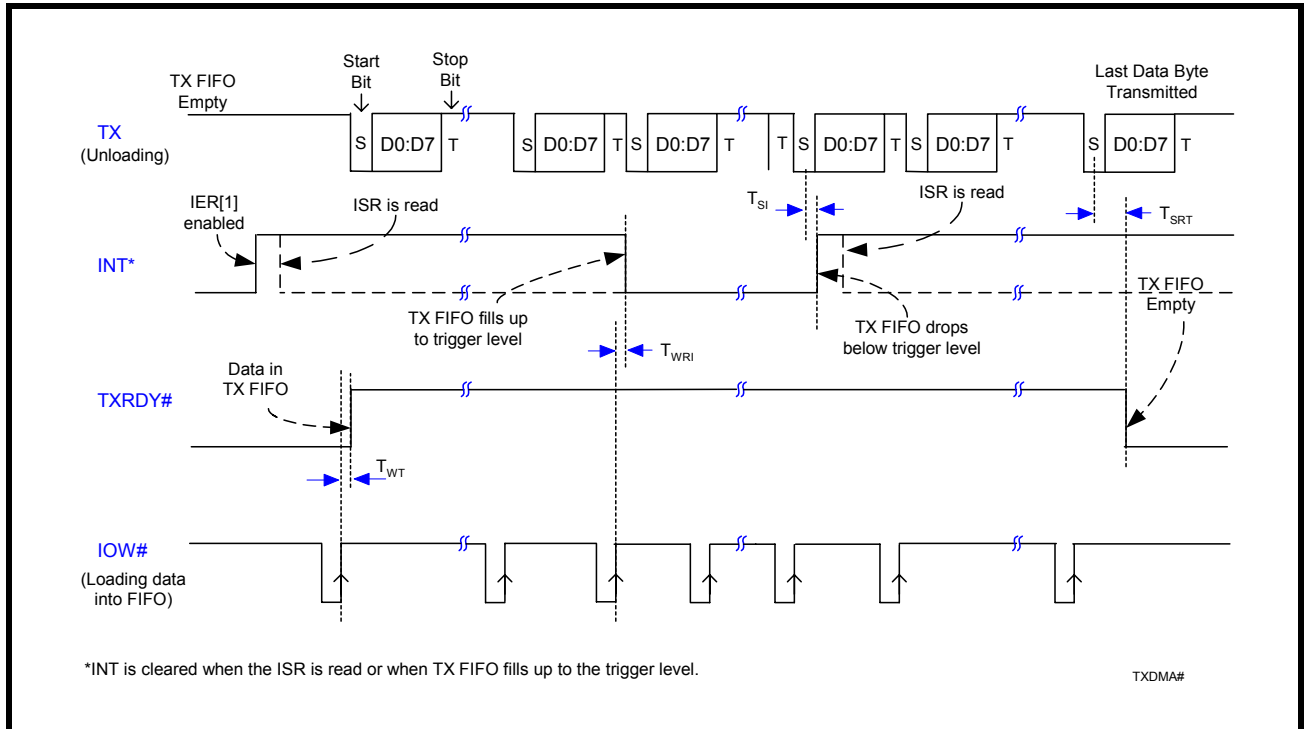 Start
Bit
Stop
Bit
TX FIFO
Empty
Last Data Byte
Transmitted
TX
(Unloading)
S D0:D7 T S D0:D7 T S D0:D7 T T S D0:D7 T S D0:D7 T S D0:D7 T
IER[1]
enabled
ISR is read
TSI
ISR is read
TSRT
INT*
TX FIFO fills up
to trigger level
TX FIFO drops
below trigger level
TX FIFO
Empty
TWRI
Data in
TX FIFO
TXRDY#
TWT
IOW#
(Loading data
into FIFO)
*INT is cleared when the ISR is read or when TX FIFO fills up to the trigger level.
TXDMA#